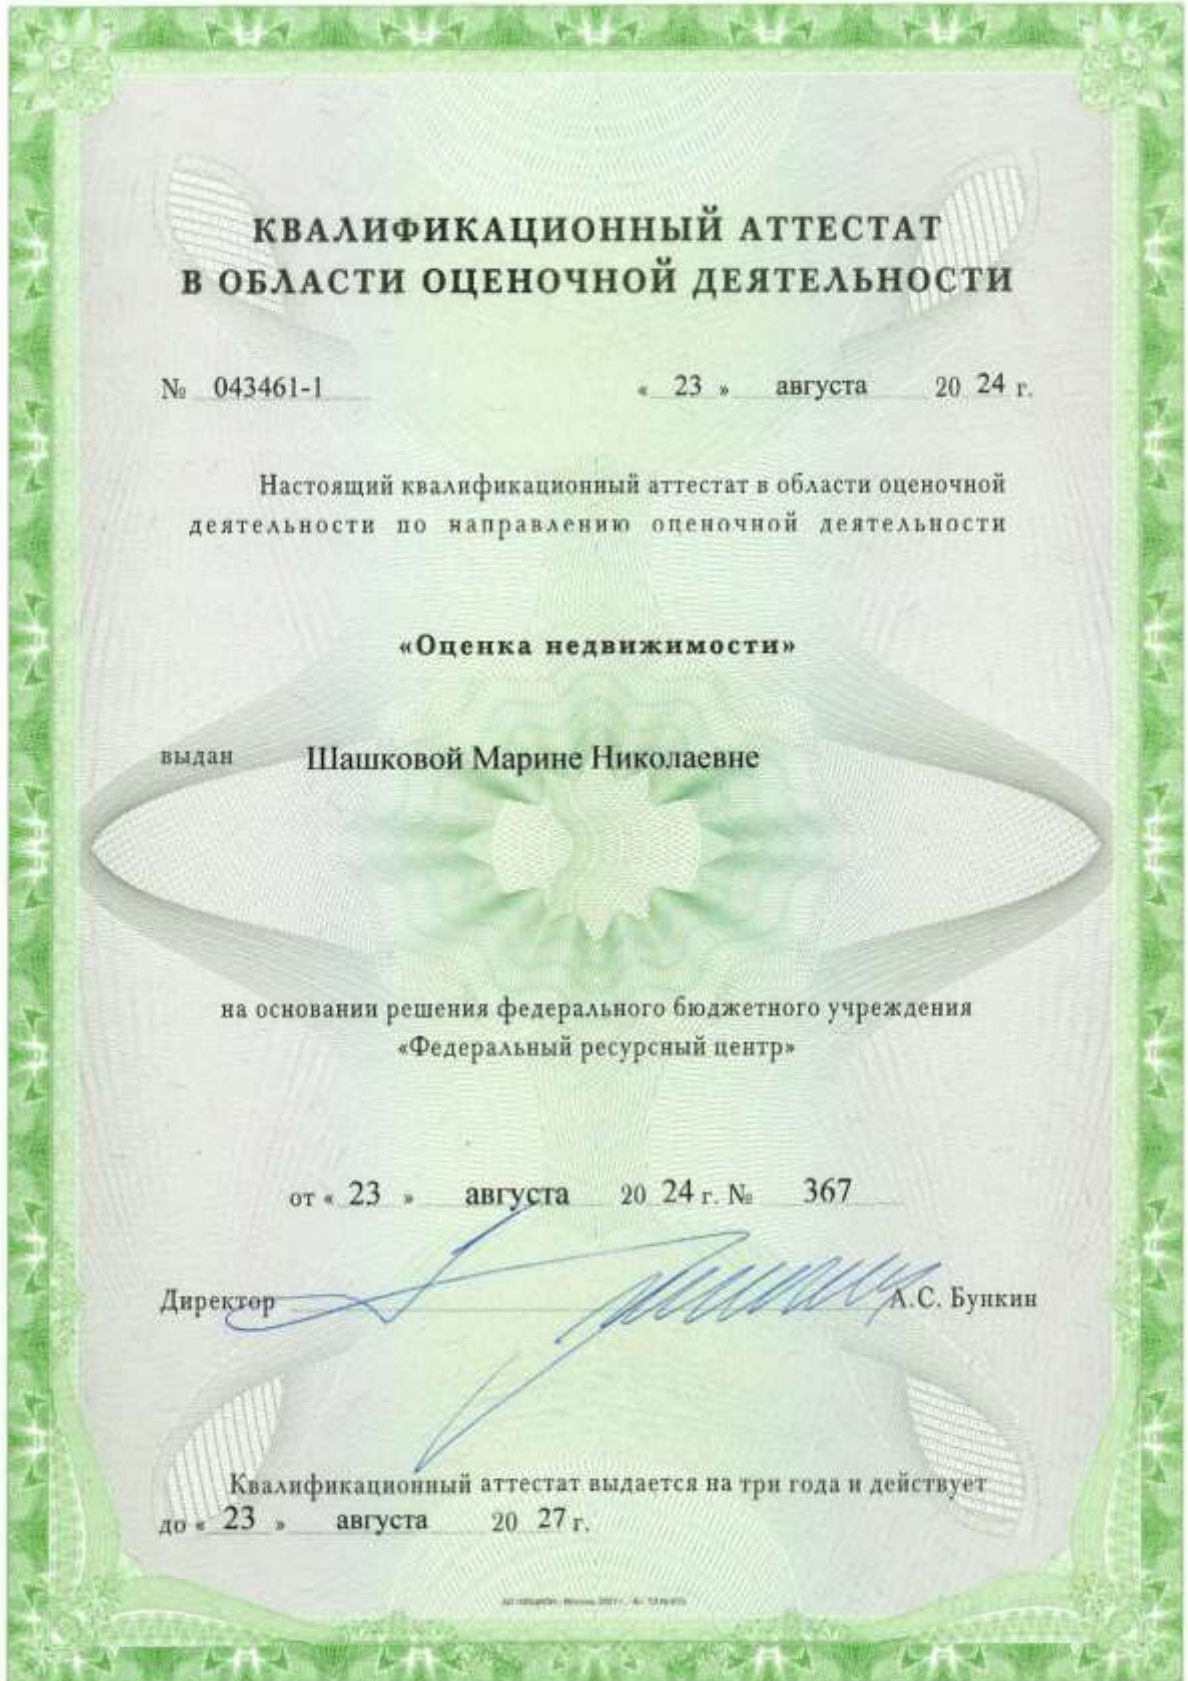 КВАЛИФИКАЦИОННЫЙ АТТЕСТАТ
В ОБЛАСТИ ОЦЕНОЧНОЙ ДЕЯТЕЛЬНОСТИ
№ 043461-1 « 23 » августа 20 24 г.
Настоящий квалификационный аттестат в области оценочной
деятельности по направлению оценочной деятельности
«Оценка недвижимости»
выдан Шашковой Марине Николаевне
на основании решения федерального бюджетного учреждения
«Федеральный ресурсный центр»
от « 23 » августа 20 24 г. № 367
Директор А.С. Бункин
Квалификационный аттестат выдается на три года и действует
до « 23 » августа 20 27 г.